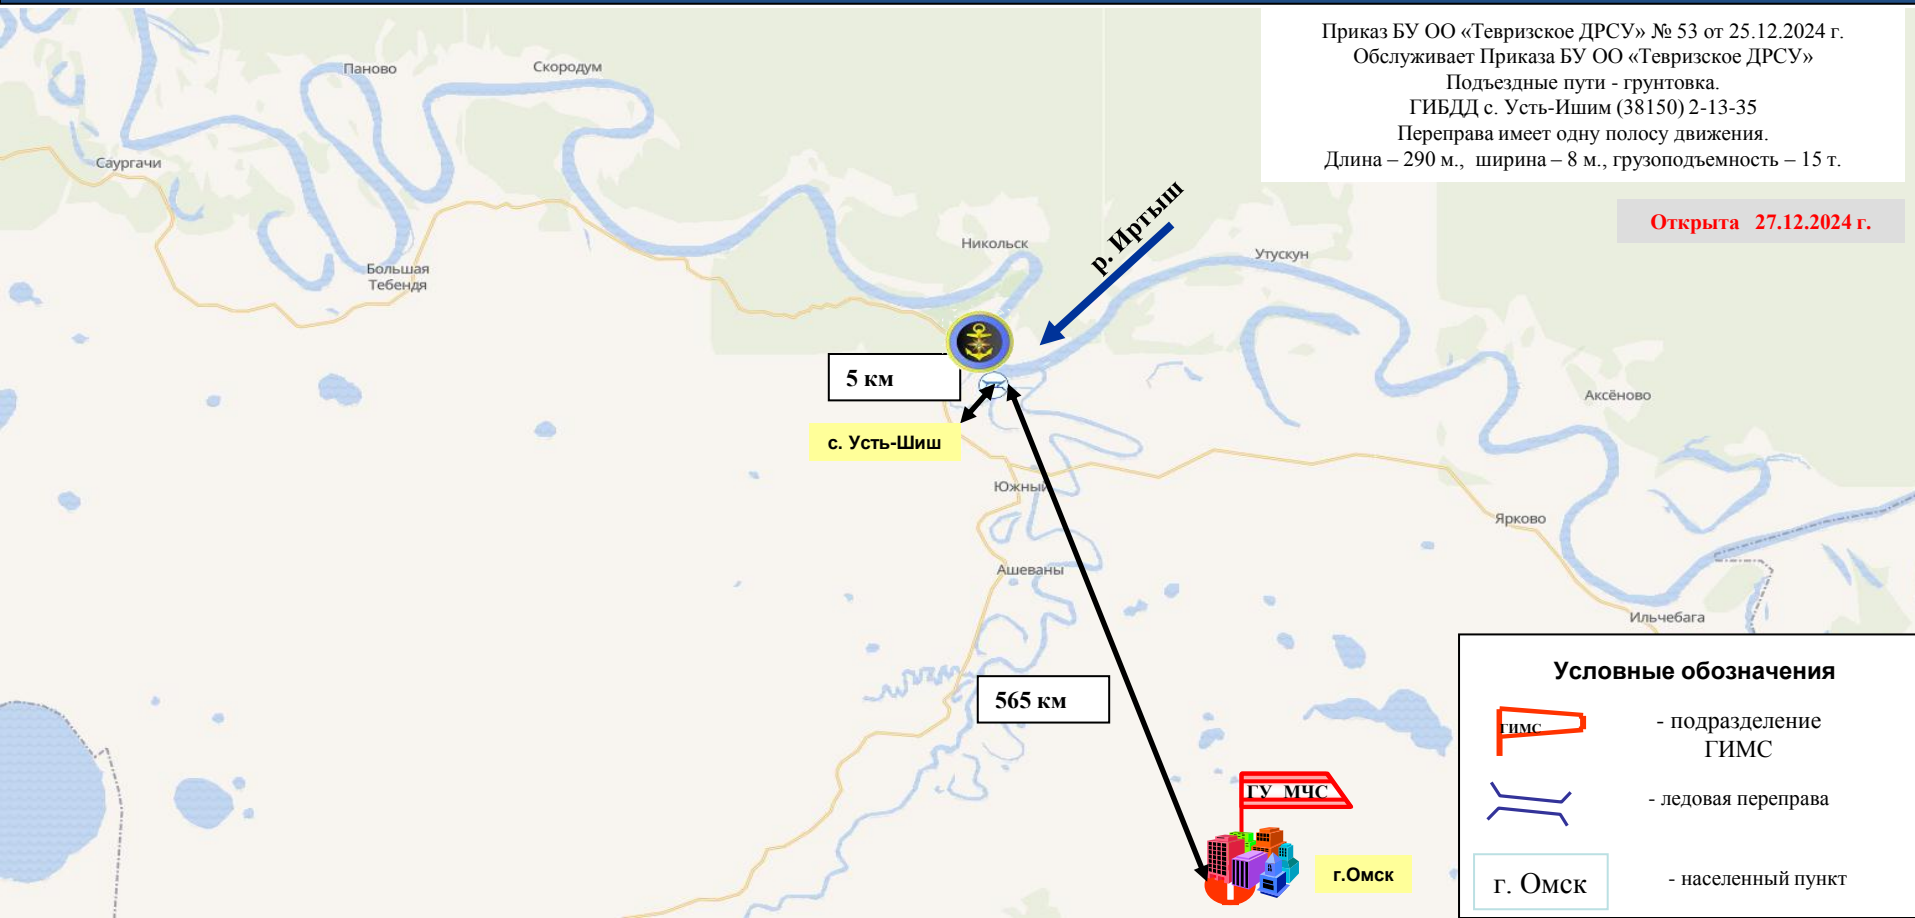 Приказ БУ ОО «Тевризское ДРСУ» № 53 от 25.12.2024 г.
Обслуживает Приказа БУ ОО «Тевризское ДРСУ»
Подъездные пути - грунтовка.
ГИБДД с. Усть-Ишим (38150) 2-13-35
Переправа имеет одну полосу движения.
Длина – 290 м., ширина – 8 м., грузоподъемность – 15 т.
Открыта 27.12.2024 г.
Паново
Скородум
Саургачи
р. Иртыш
Никольск
Утускун
Большая
Тебендя
5 км
Аксёново
с. Усть-Шиш
Южный
Ярково
Ашеваны
Ильчебага
565 км
ГУ МЧС
г.Омск
Условные обозначения
ГИМС
- подразделение
ГИМС
- ледовая переправа
г. Омск
- населенный пункт